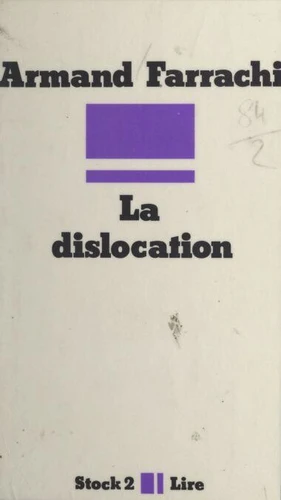 Armand Farrachi
84
2
La
dislocation
Stock 2 Lire